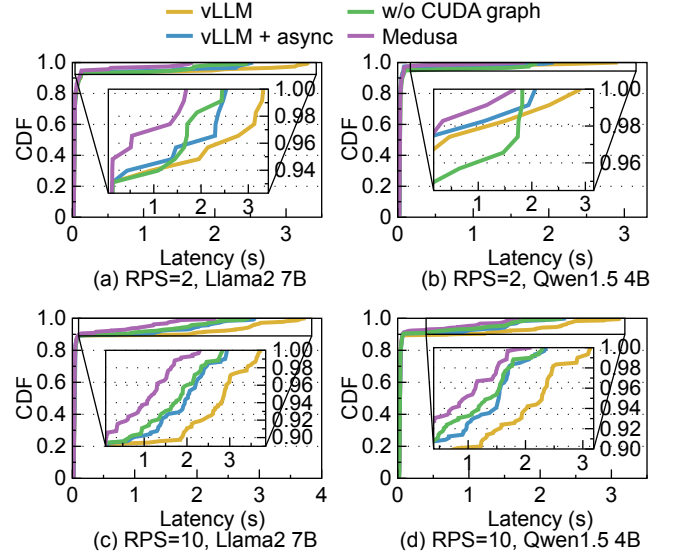 vLLM
w/o CUDA graph
vLLM + async
Medusa
1.0
0.8
0.6
0.4
0.2
0
CDF
1.00
0.98
0.96
0.94
1 2 3
0 1 2 3
Latency (s)
(a) RPS=2, Llama2 7B
1.0
0.8
0.6
0.4
0.2
0
CDF
1.00
0.98
0.96
1 2 3
0 1 2 3
Latency (s)
(b) RPS=2, Qwen1.5 4B
1.0
0.8
0.6
0.4
0.2
0
CDF
1.00
0.98
0.96
0.94
0.92
0.90
1 2 3
0 1 2 3 4
Latency (s)
(c) RPS=10, Llama2 7B
1.0
0.8
0.6
0.4
0.2
0
CDF
1.00
0.98
0.96
0.94
0.92
0.90
1 2 3
0 1 2 3
Latency (s)
(d) RPS=10, Qwen1.5 4B